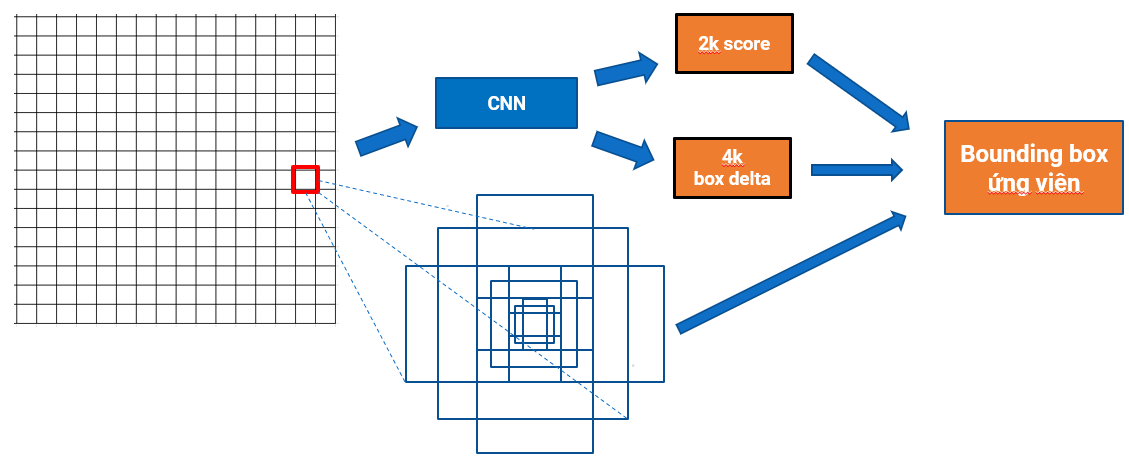 2k score
CNN
4k
box delta
Bounding box
ứng viên